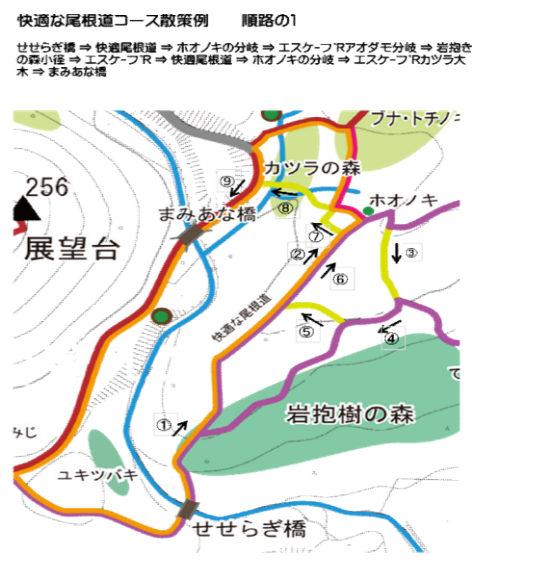 快適な尾根道コース散策例 順路の1
せせらぎ橋 ⇒ 快適尾根道 ⇒ ホオノキの分岐 ⇒ エスケープRアオダモ分岐 ⇒ 岩抱き
の森小径 ⇒ エスケープR ⇒ 快適尾根道 ⇒ ホオノキの分岐 ⇒ エスケープRカツラ大
木 ⇒ まみあな橋
ブナ・トチノキ
カツラの森
⑨
256
ホオノキ
⑧
まみあな橋
⑦
展望台
②
③
⑥
快適な尾根道
⑤
④
で
岩抱樹の森
①
みじ
ユキツバキ
せせらぎ橋